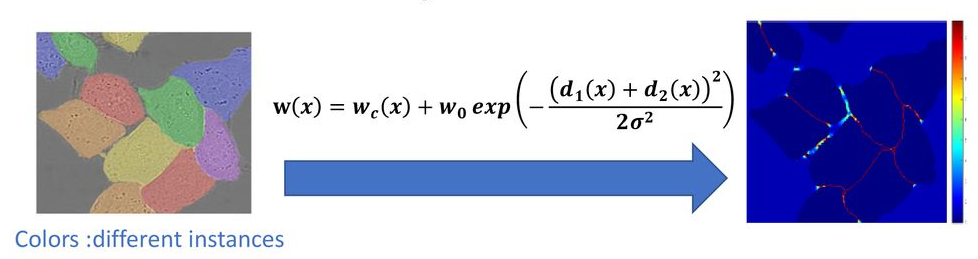 w(x) = w_c(x) + w_0 exp(−(d_1(x) + d_2(x))^2 / 2σ^2)
Colors :different instances